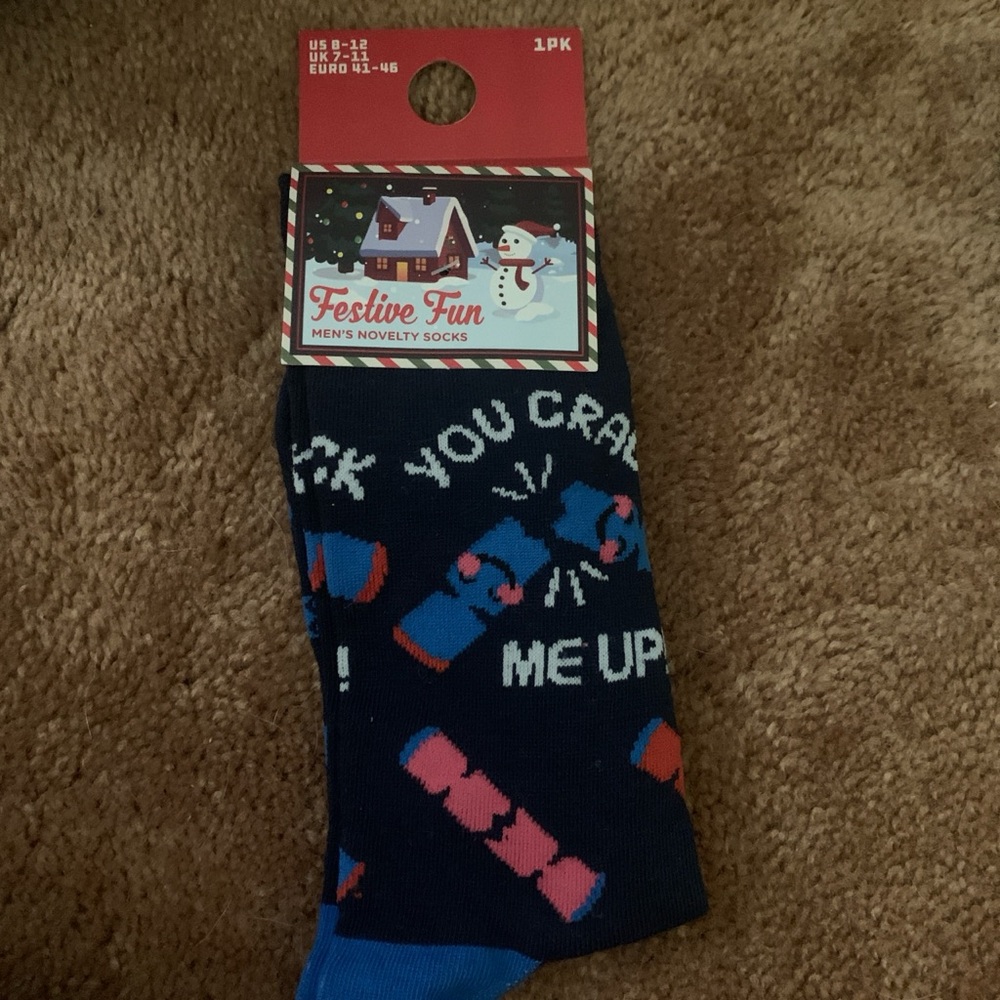 US 8-12
UK 7-11
EURO 41-46
1PK
Festive Fun
MEN'S NOVELTY SOCKS
YOU CRA
ME UP!
!